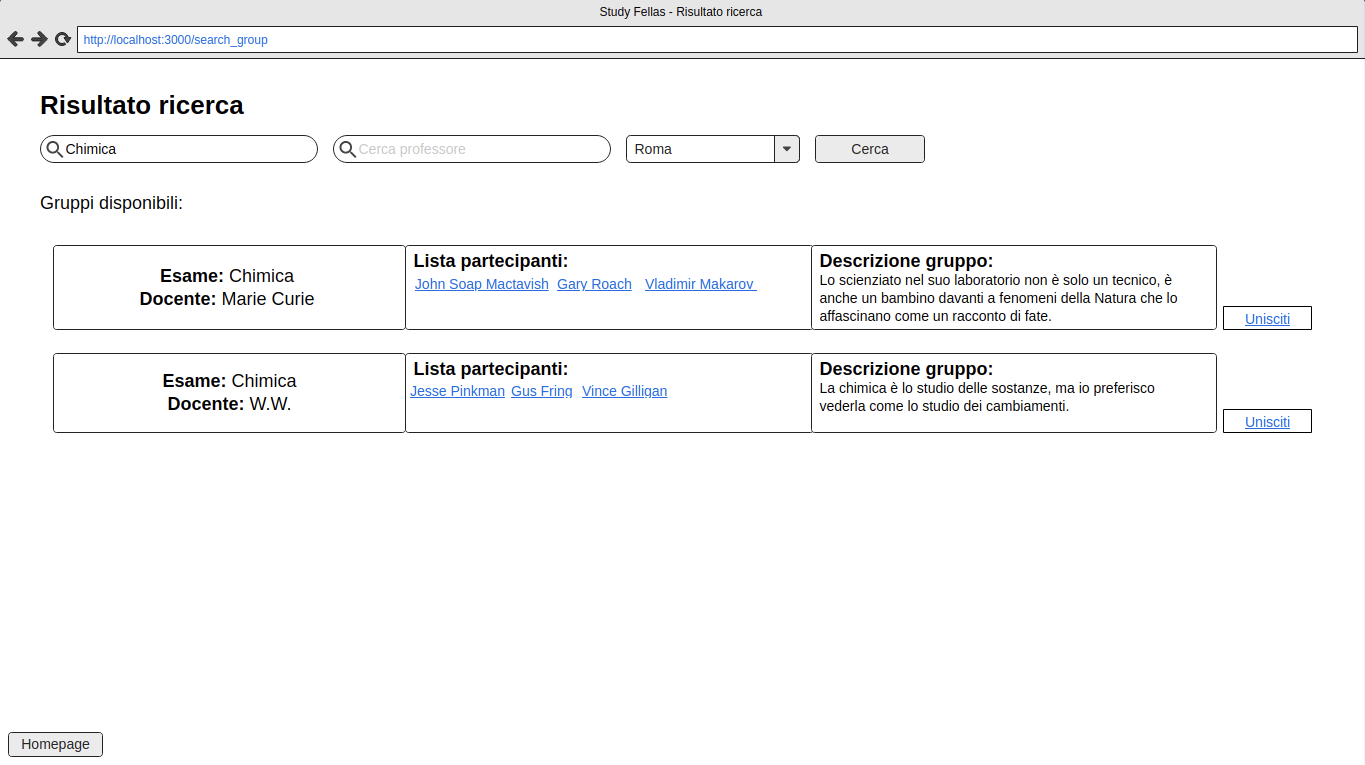 Study Fellas - Risultato ricerca
http://localhost:3000/search_group
Risultato ricerca
Chimica
Cerca professore
Roma
Cerca
Gruppi disponibili:
Esame: Chimica
Docente: Marie Curie
Lista partecipanti:
John Soap Mactavish Gary Roach Vladimir Makarov
Descrizione gruppo:
Lo scienziato nel suo laboratorio non è solo un tecnico, è
anche un bambino davanti a fenomeni della Natura che lo
affascinano come un racconto di fate.
Unisciti
Esame: Chimica
Docente: W.W.
Lista partecipanti:
Jesse Pinkman Gus Fring Vince Gilligan
Descrizione gruppo:
La chimica è lo studio delle sostanze, ma io preferisco
vederla come lo studio dei cambiamenti.
Unisciti
Homepage